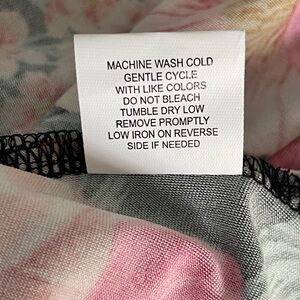 MACHINE WASH COLD
GENTLE CYCLE
WITH LIKE COLORS
DO NOT BLEACH
TUMBLE DRY LOW
REMOVE PROMPTLY
LOW IRON ON REVERSE
SIDE IF NEEDED